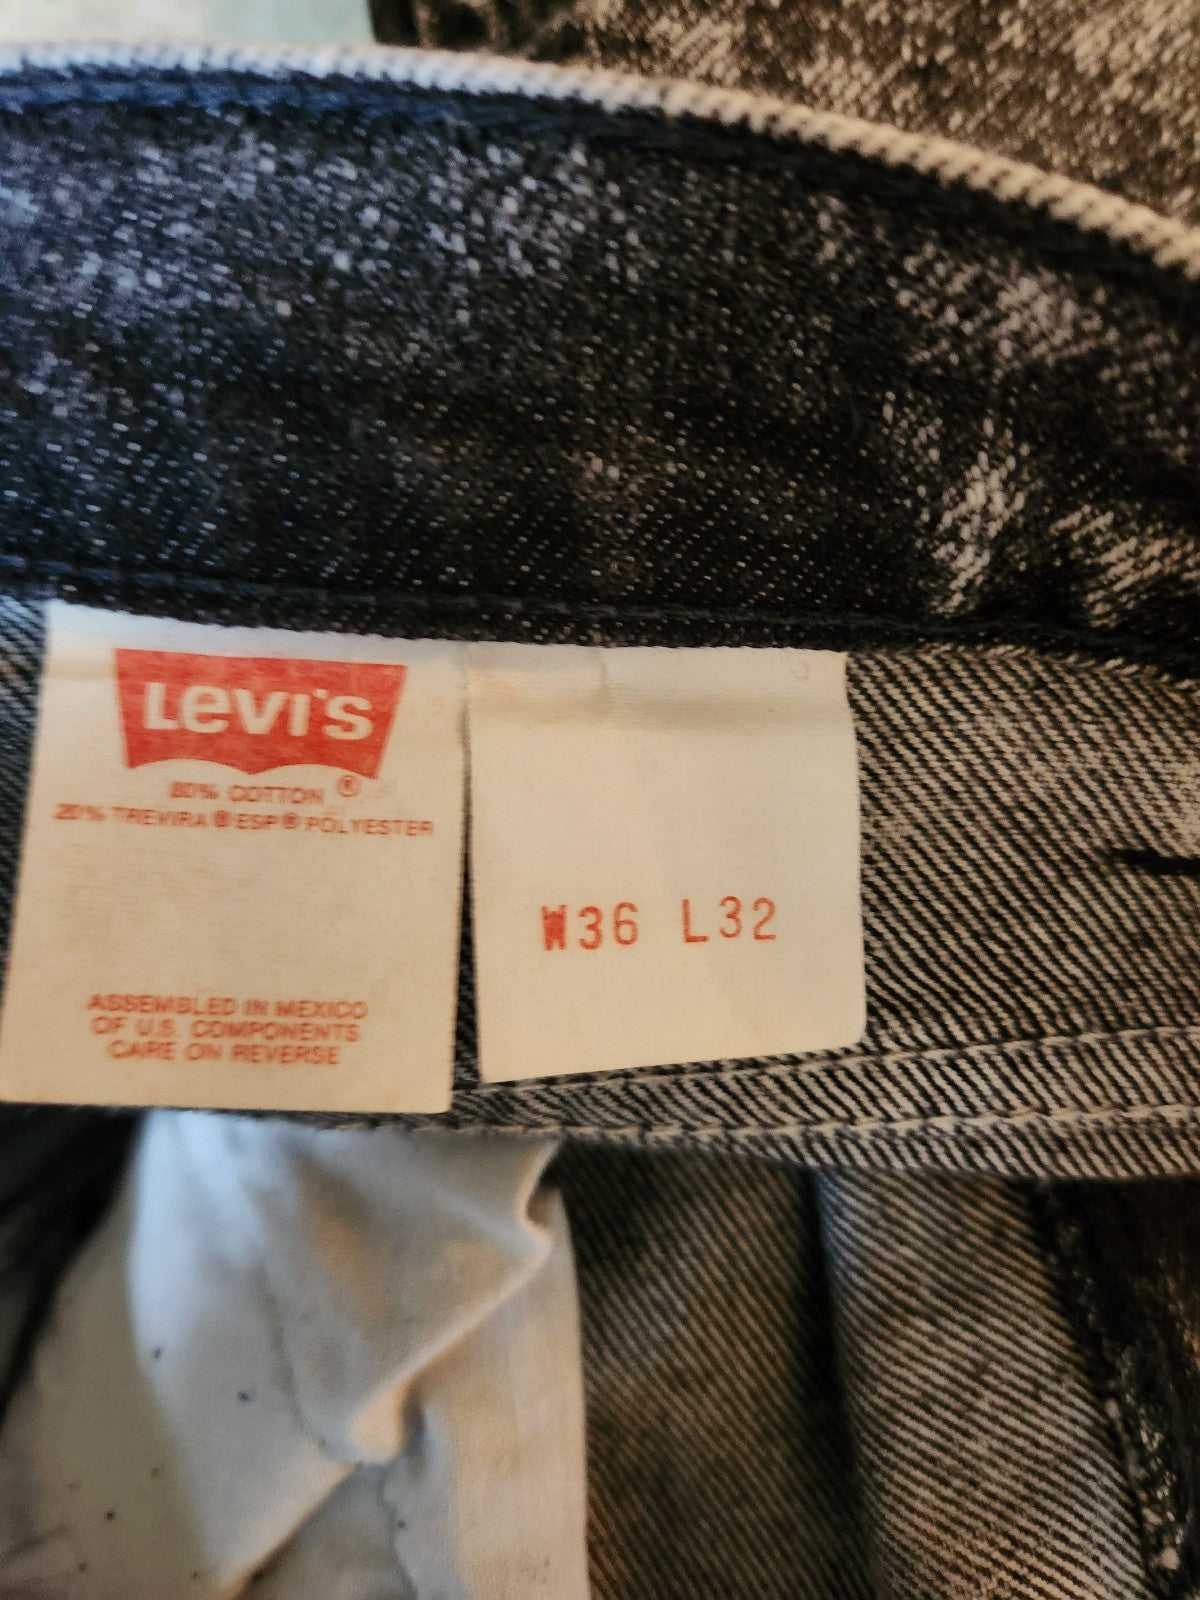 LEVI'S
®
80% COTTON
20% TREVIRA ® ESP ® POLYESTER
ASSEMBLED IN MEXICO
OF U.S. COMPONENTS
CARE ON REVERSE
W36 L32